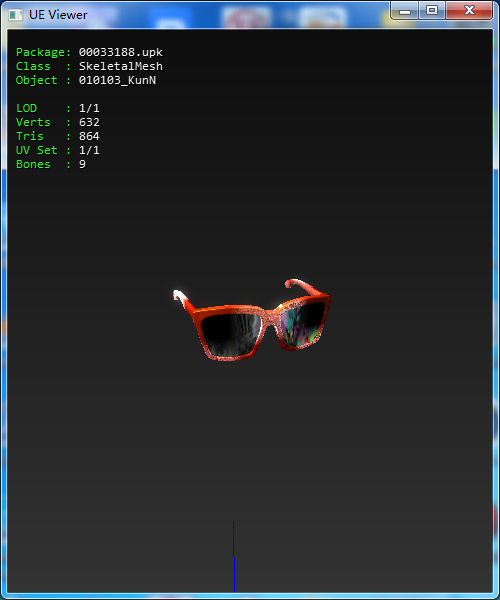 UE Viewer
Package: 00033188.upk
Class  : SkeletalMesh
Object : 010103_KunN
LOD    : 1/1
Verts  : 632
Tris   : 864
UV Set : 1/1
Bones  : 9